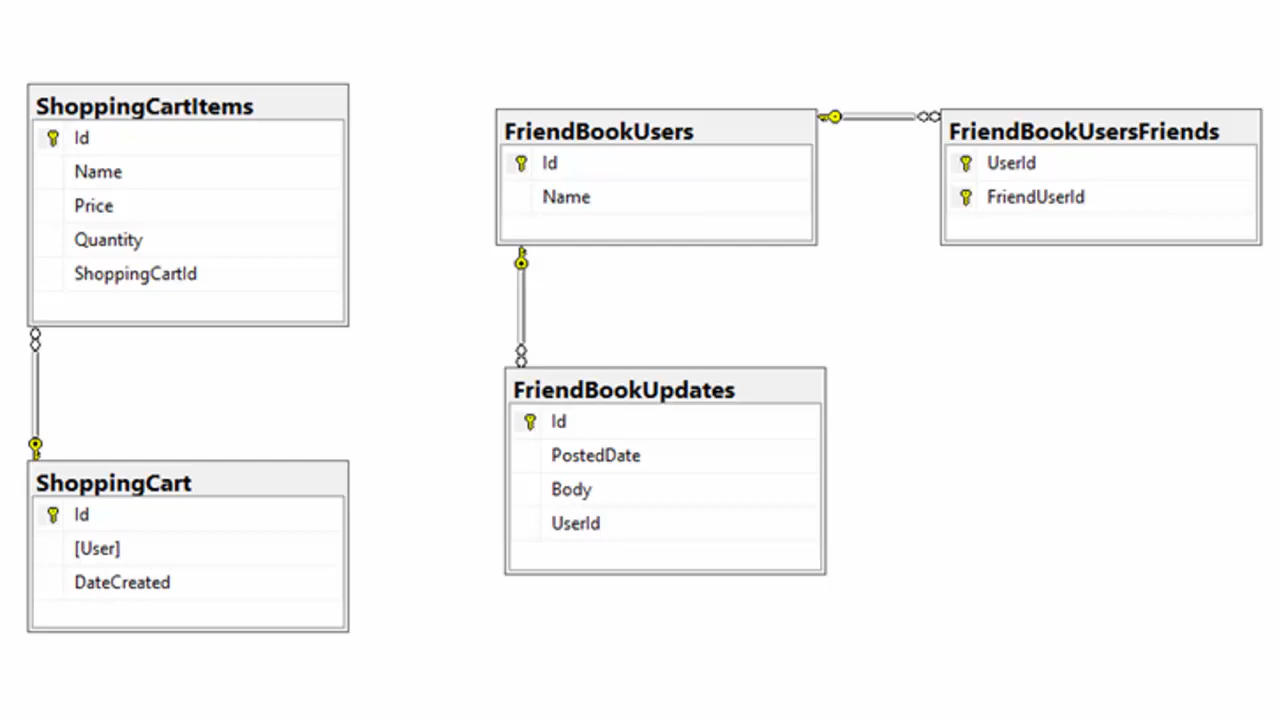 ShoppingCartItems
Id
Name
Price
Quantity
ShoppingCartId
ShoppingCart
Id
[User]
DateCreated
FriendBookUsers
Id
Name
FriendBookUpdates
Id
PostedDate
Body
UserId
FriendBookUsersFriends
UserId
FriendUserId